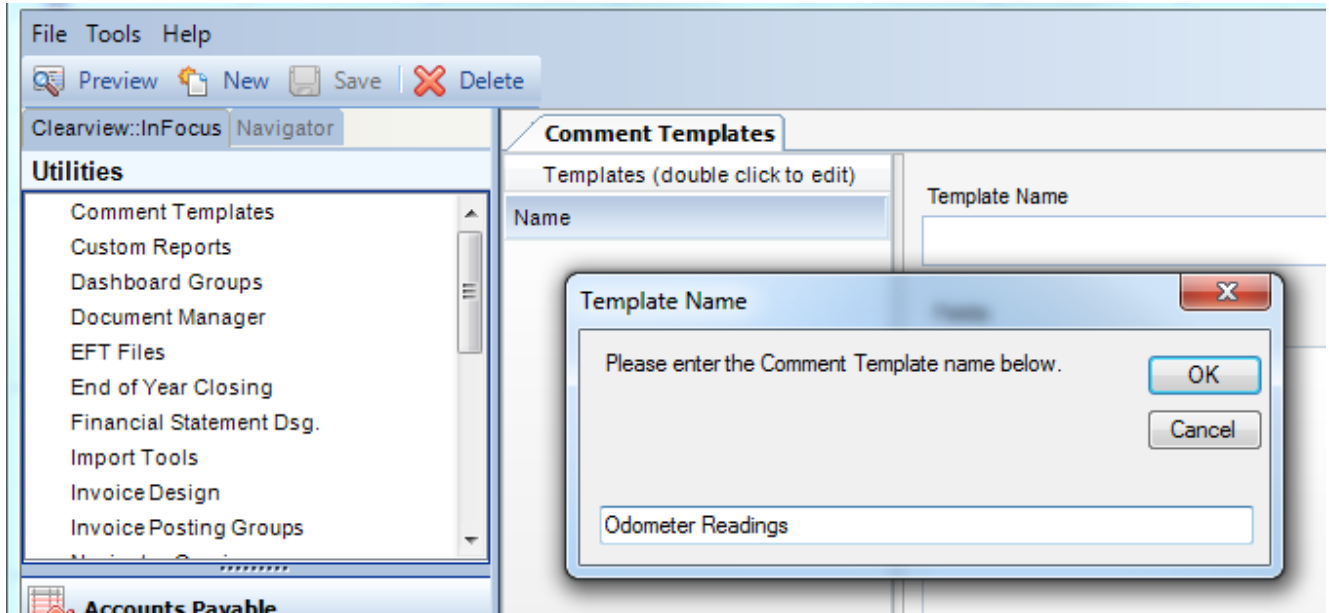 File Tools Help
Preview New Save Delete
Clearview::InFocus Navigator
Utilities
Comment Templates
Custom Reports
Dashboard Groups
Document Manager
EFT Files
End of Year Closing
Financial Statement Dsg.
Import Tools
Invoice Design
Invoice Posting Groups
Accounts Payable
Comment Templates
Templates (double click to edit)
Name
Template Name
Template Name
Please enter the Comment Template name below.
OK
Cancel
Odometer Readings